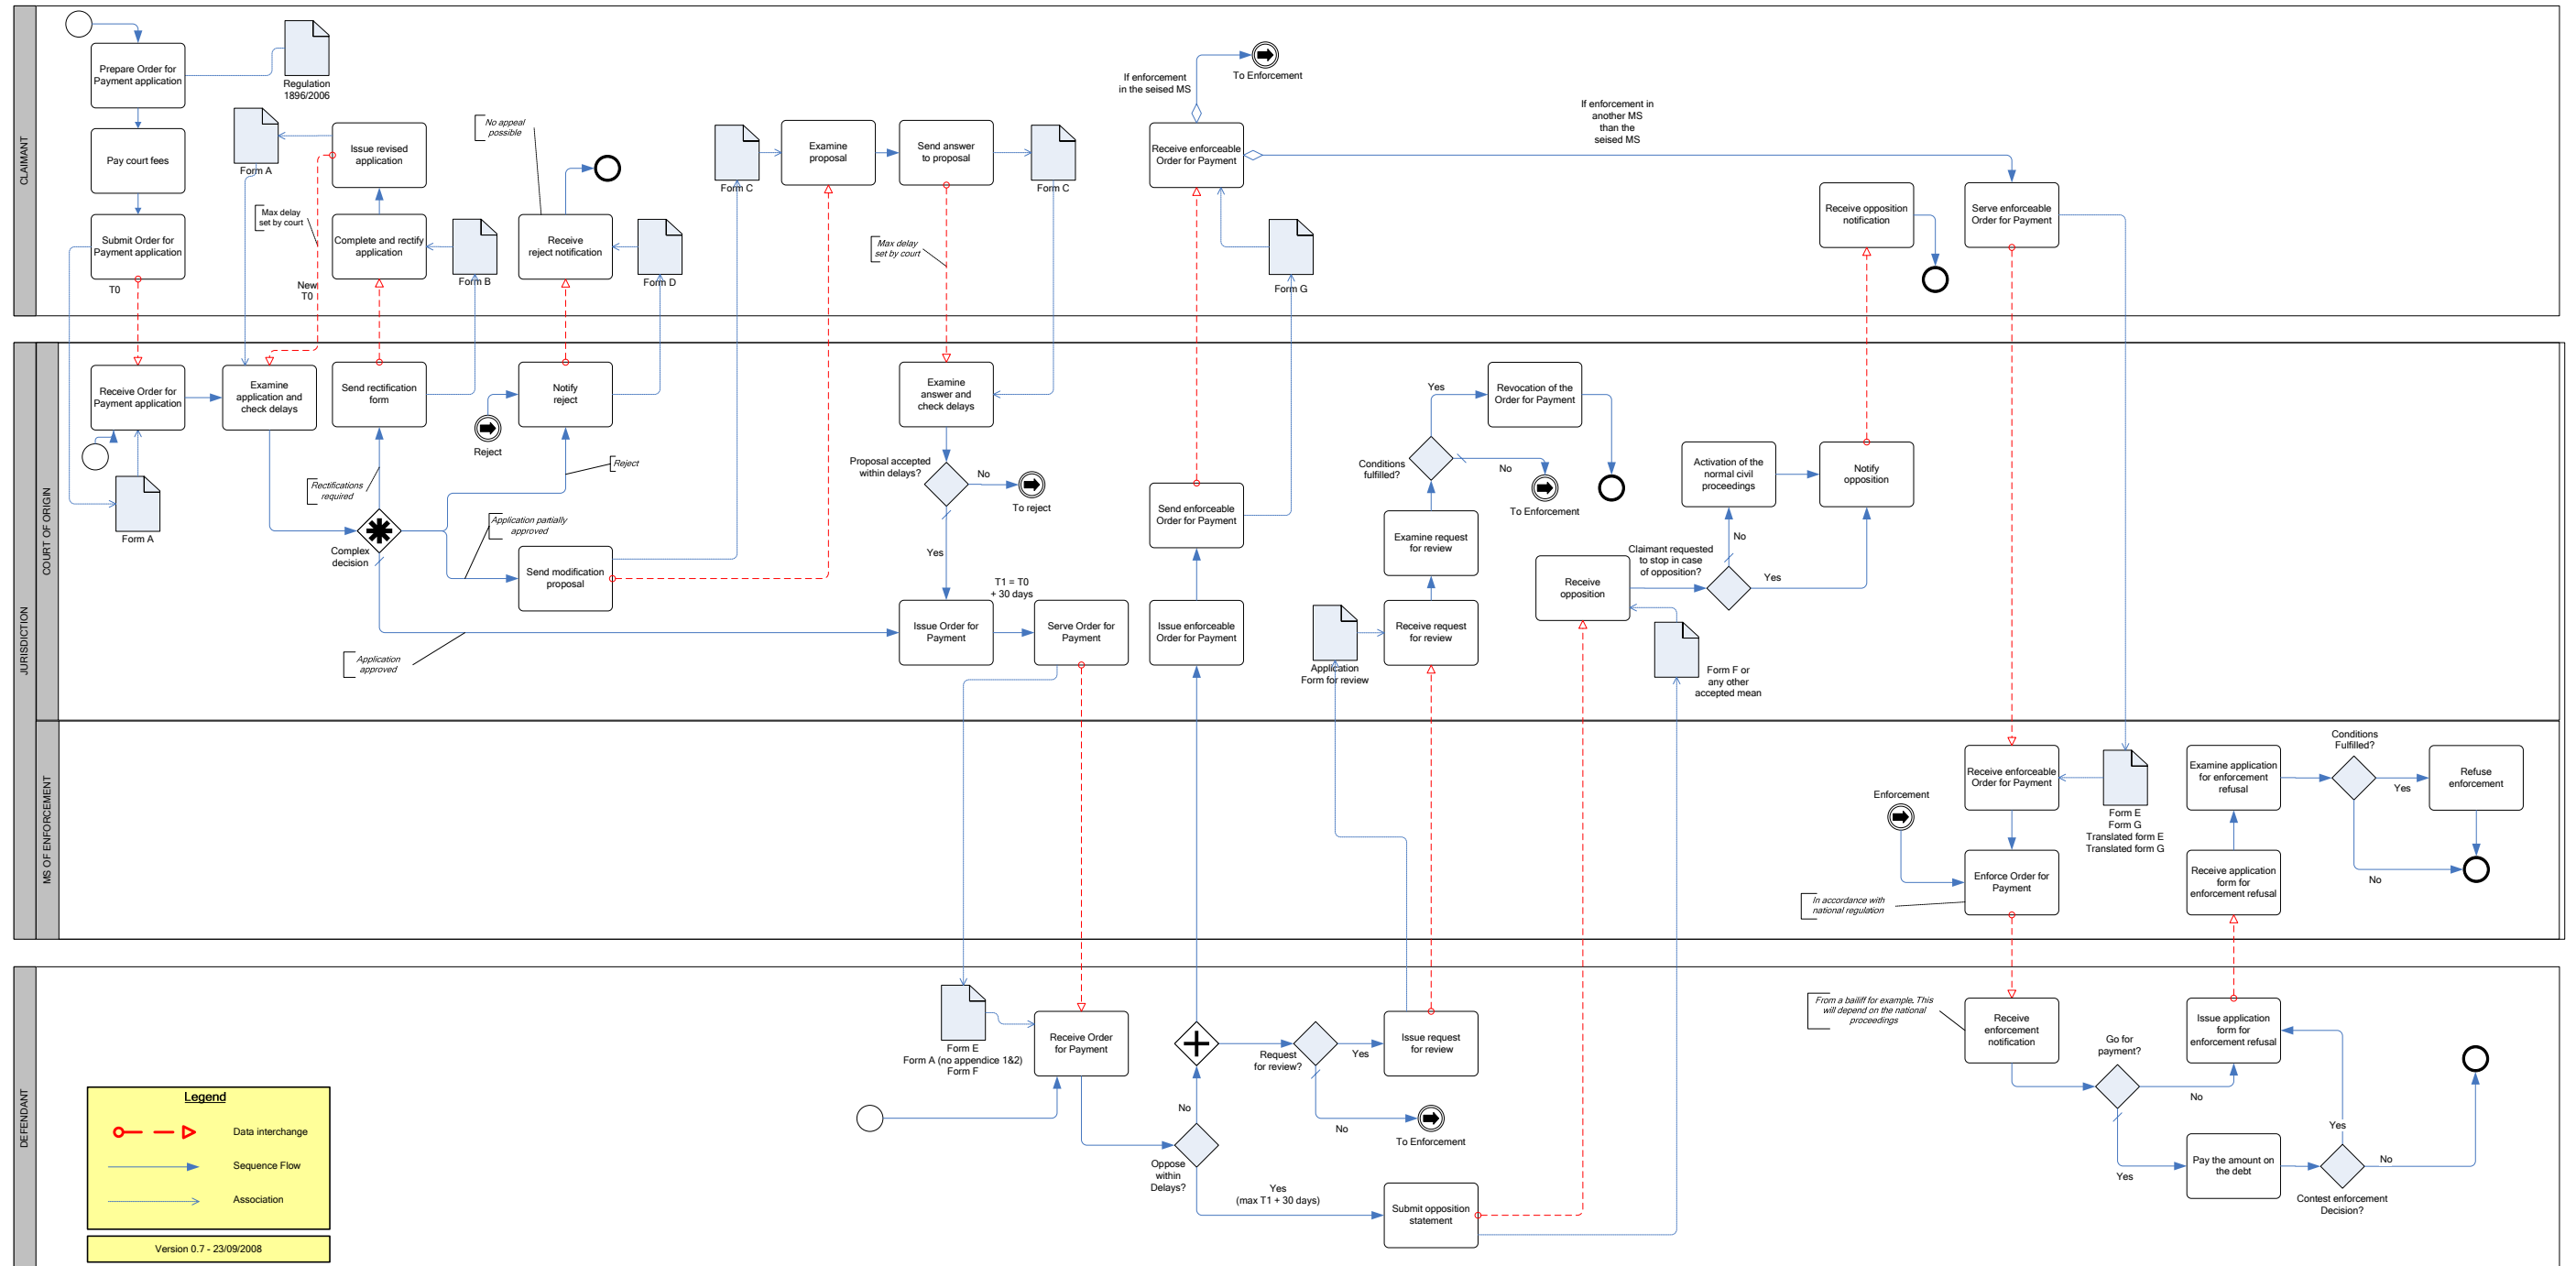 CLAIMANT
Prepare Order for
Payment application
Regulation
1896/2006
Pay court fees
Submit Order for
Payment application
T0
Form A
Issue revised
application
Max delay
set by court
New
T0
Complete and rectify
application
Form B
No appeal
possible
Receive
reject notification
Form D
Form C
Examine
proposal
Send answer
to proposal
Form C
Max delay
set by court
If enforcement
in the seised MS
To Enforcement
Receive enforceable
Order for Payment
Form G
If enforcement in
another MS
than the
seised MS
Receive opposition
notification
Serve enforceable
Order for Payment
JURISDICTION
COURT OF ORIGIN
Receive Order for
Payment application
Form A
Examine
application and
check delays
Send rectification
form
Rectifications
required
Complex
decision
Reject
Notify
reject
Reject
Application partially
approved
Send modification
proposal
Application
approved
Examine
answer and
check delays
Proposal accepted
within delays?
No
To reject
Yes
T1 = T0
+ 30 days
Issue Order for
Payment
Serve Order for
Payment
Send enforceable
Order for Payment
Issue enforceable
Order for Payment
Yes
Revocation of the
Order for Payment
Conditions
fulfilled?
No
To Enforcement
Examine request
for review
Receive request
for review
Application
Form for review
Receive
opposition
Claimant requested
to stop in case
of opposition?
No
Yes
Activation of the
normal civil
proceedings
Notify
opposition
Form F or
any other
accepted mean
MS OF ENFORCEMENT
Enforcement
Receive enforceable
Order for Payment
Form E
Form G
Translated form E
Translated form G
Enforce Order for
Payment
In accordance with
national regulation
Examine application
for enforcement
refusal
Receive application
form for
enforcement refusal
Conditions
Fulfilled?
Yes
No
Refuse
enforcement
DEFENDANT
Form E
Form A (no appendice 1&2)
Form F
Receive Order
for Payment
No
Oppose
within
Delays?
Yes
(max T1 + 30 days)
Request
for review?
Yes
No
To Enforcement
Issue request
for review
Submit opposition
statement
From a bailiff for example. This
will depend on the national
proceedings
Receive
enforcement
notification
Go for
payment?
No
Yes
Issue application
form for
enforcement refusal
Pay the amount on
the debt
Yes
No
Contest enforcement
Decision?
Legend
Data interchange
Sequence Flow
Association
Version 0.7 - 23/09/2008